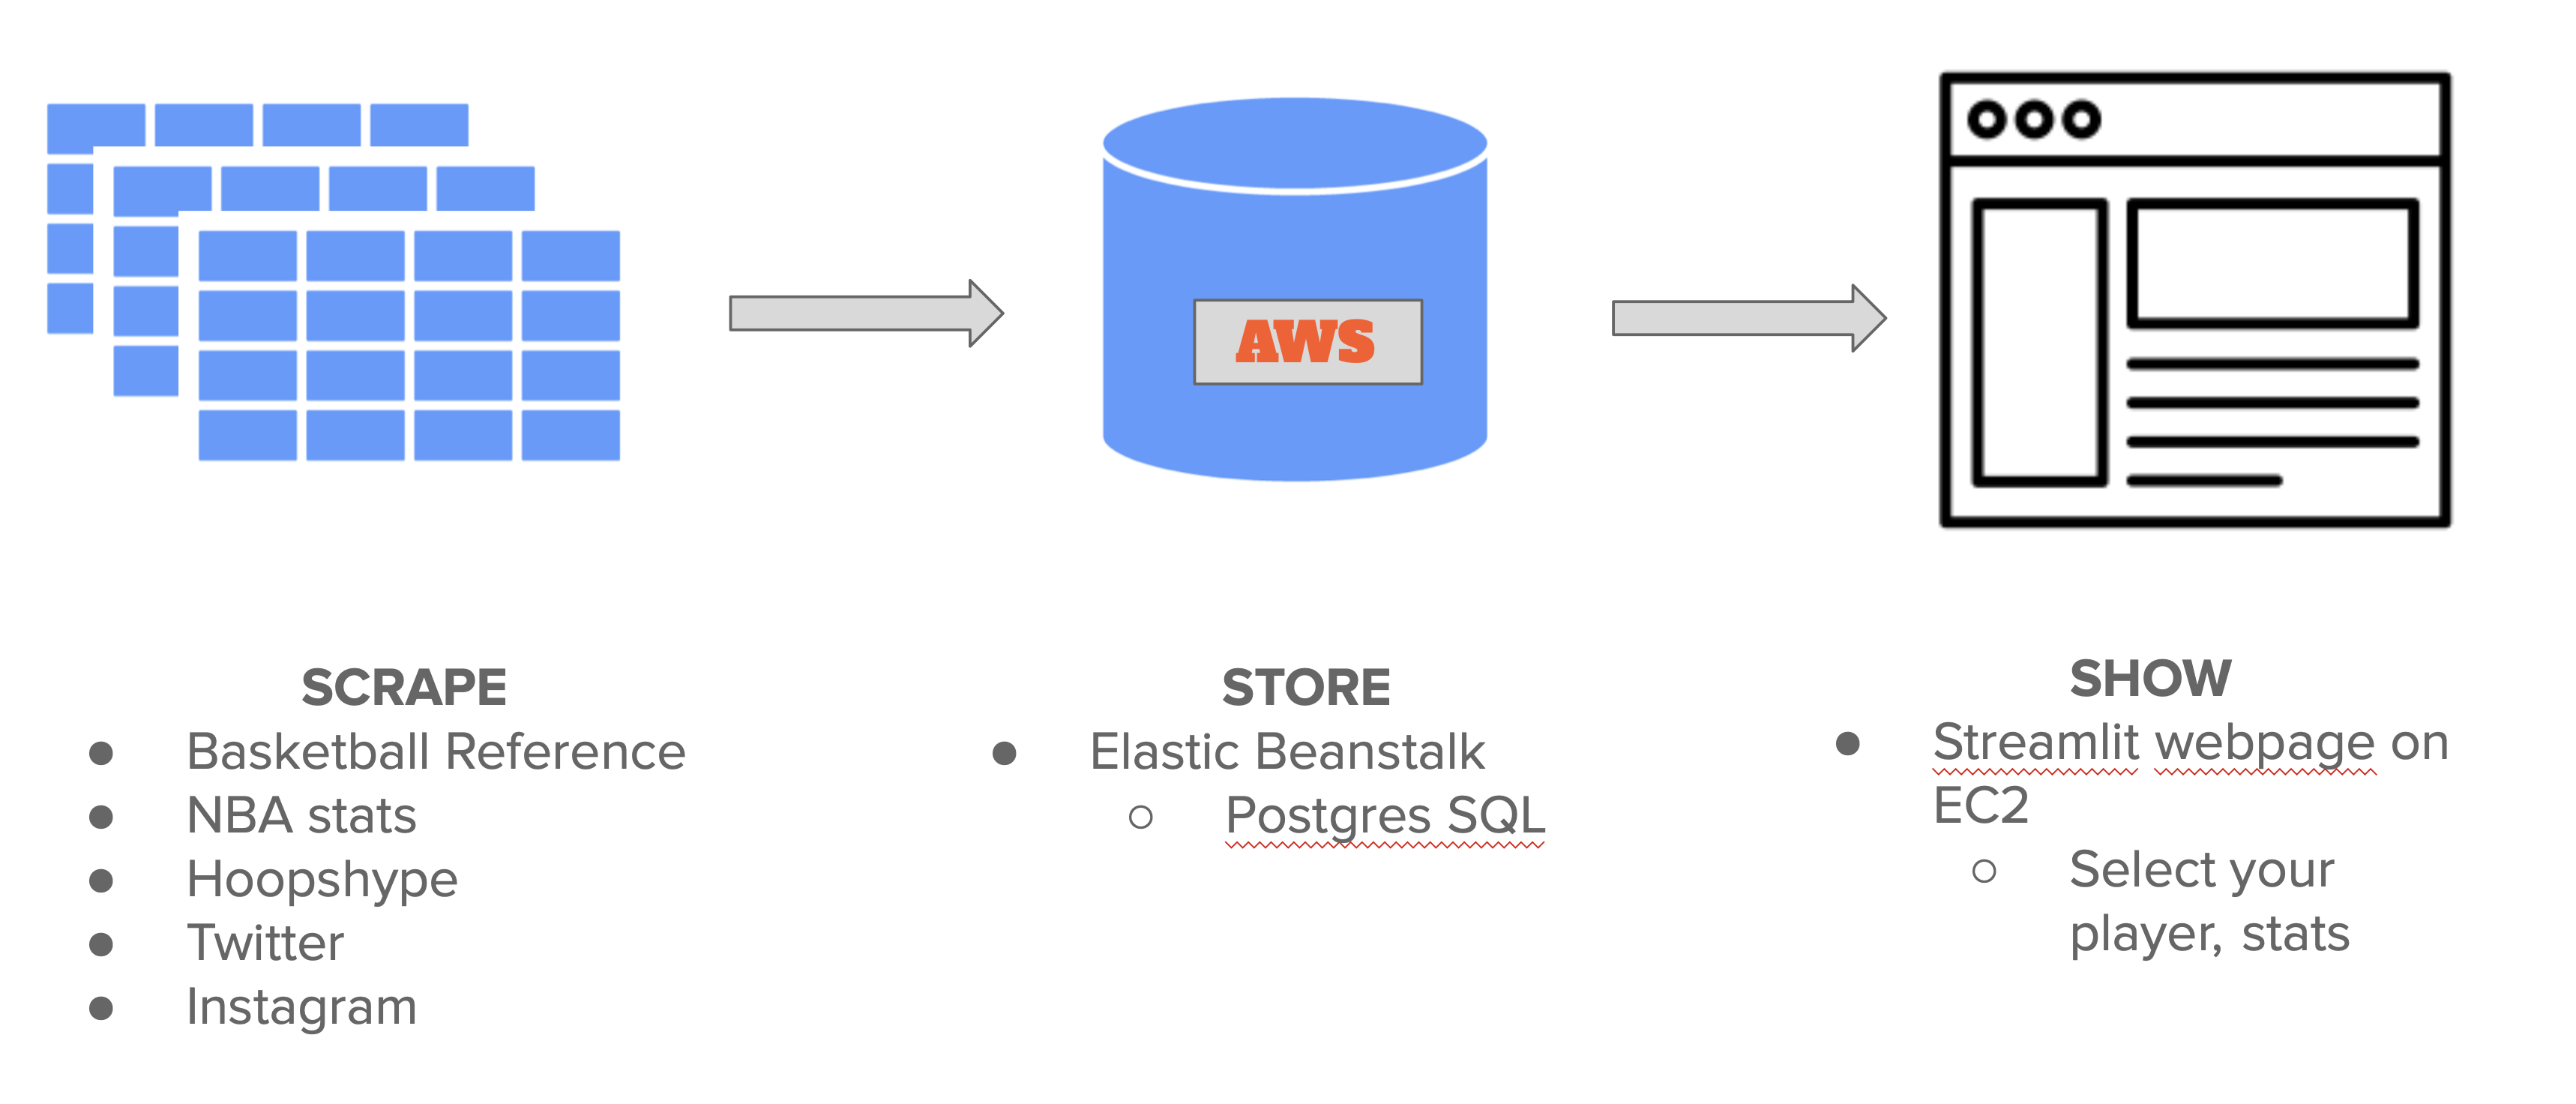 AWS
SCRAPE
● Basketball Reference
● NBA stats
● Hoopshype
● Twitter
● Instagram
STORE
● Elastic Beanstalk
○ Postgres SQL
SHOW
● Streamlit webpage on
EC2
○ Select your
player, stats